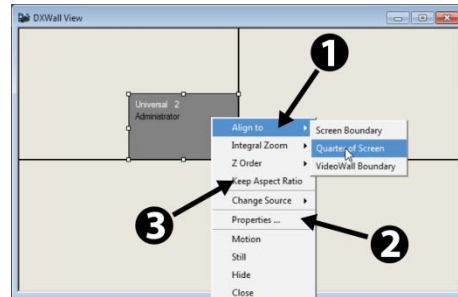 DXWall View
1
Universal 2
Administrator
Align to
Integral Zoom
Z Order
Keep Aspect Ratio
Change Source
Properties ...
Motion
Still
Hide
Close
Screen Boundary
Quarter of Screen
VideoWall Boundary
3
2